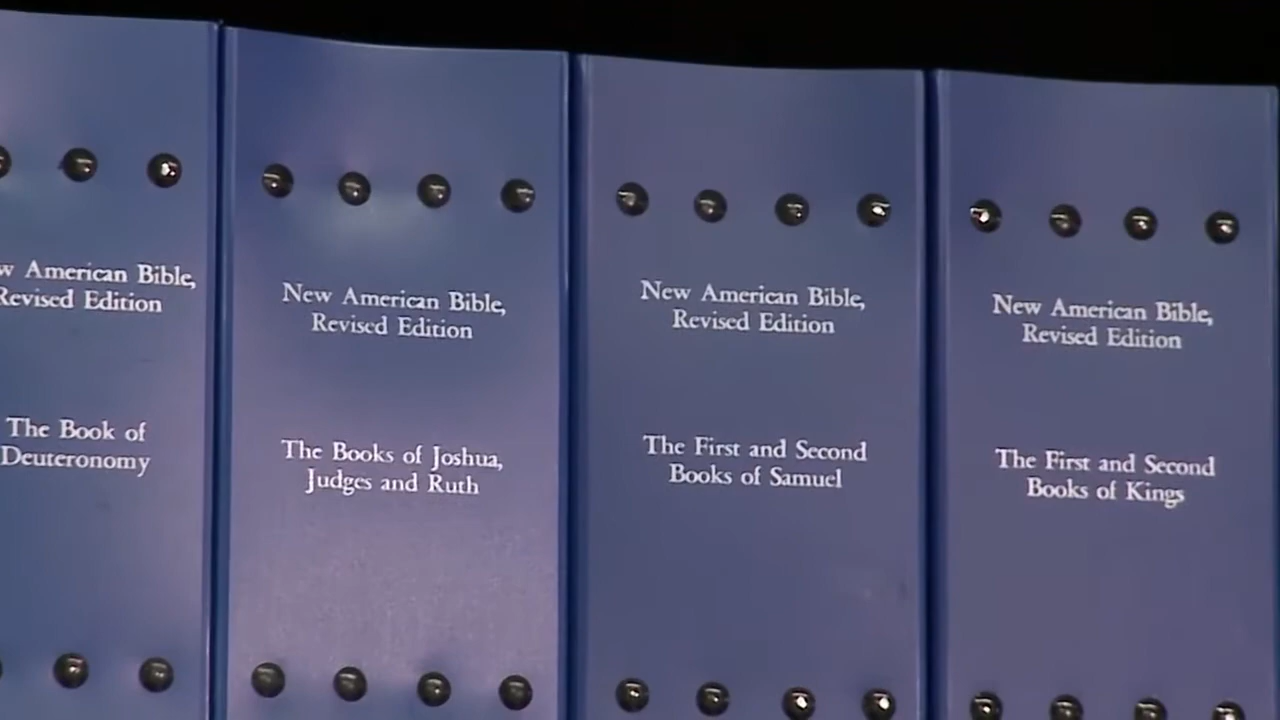 American Bible,
Revised Edition
The Book of
Deuteronomy
New American Bible,
Revised Edition
The Books of Joshua,
Judges and Ruth
New American Bible,
Revised Edition
The First and Second
Books of Samuel
New American Bible,
Revised Edition
The First and Second
Books of Kings